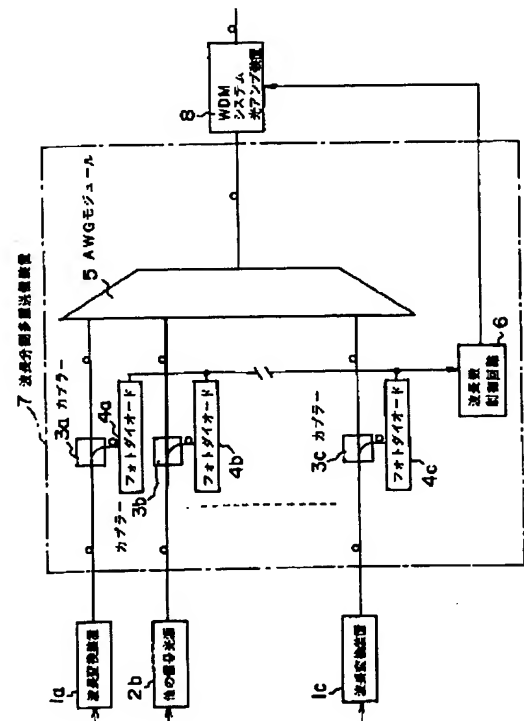 7 波長分割多重送信装置
8
WDM
システム
光アンプ装置
5 AWGモジュール
3a カプラー
4a
フォトダイオード
カプラー
3b
フォトダイオード
4b
3c カプラー
フォトダイオード
4c
波長数
制御回路
6
波長変換装置
1a
他の信号光源
2b
波長変換装置
1c